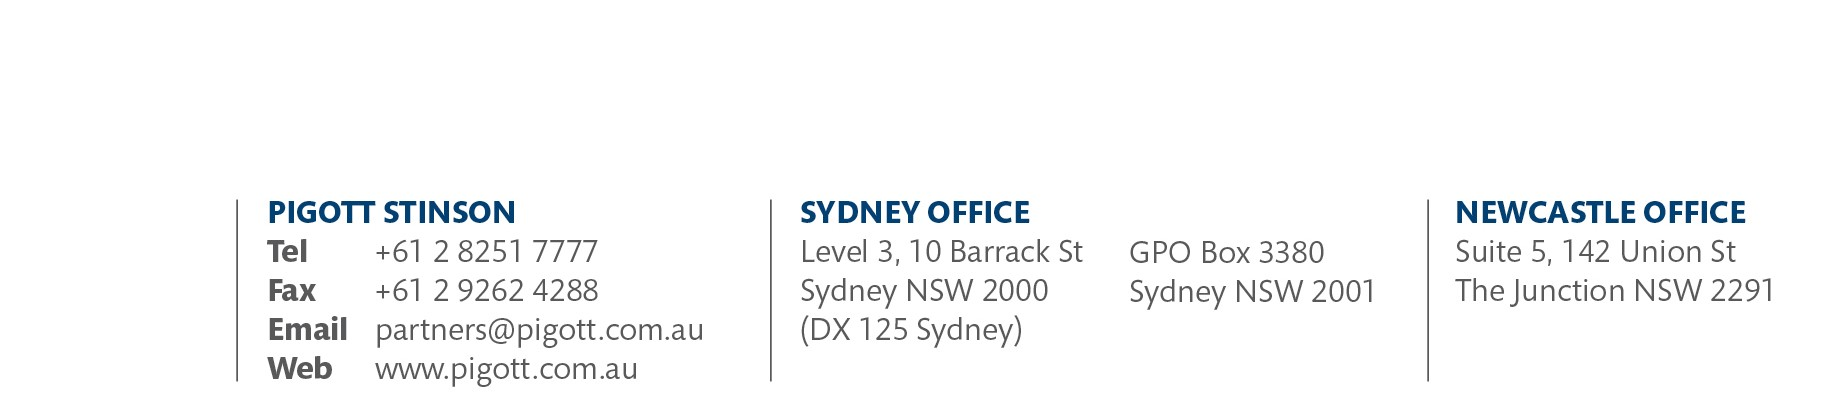 PIGOTT STINSON
Tel +61 2 8251 7777
Fax +61 2 9262 4288
Email partners@pigott.com.au
Web www.pigott.com.au
SYDNEY OFFICE
Level 3, 10 Barrack St
Sydney NSW 2000
(DX 125 Sydney)
GPO Box 3380
Sydney NSW 2001
NEWCASTLE OFFICE
Suite 5, 142 Union St
The Junction NSW 2291